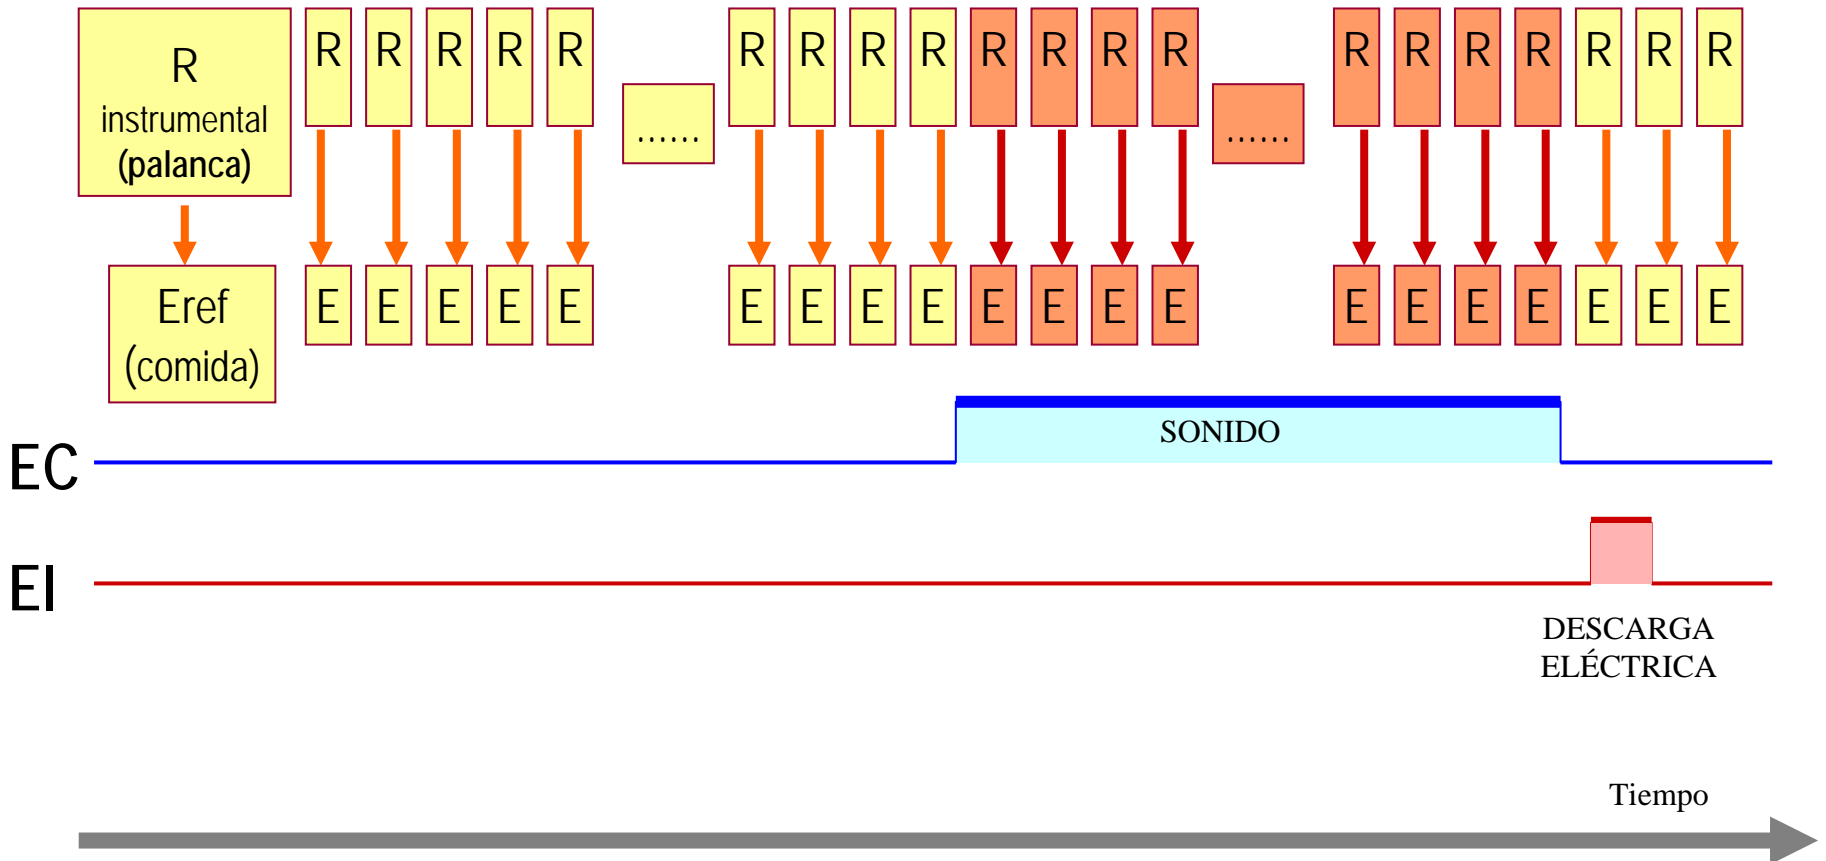 R
instrumental
(palanca)
R R R R R
......
R R R R R R R R
......
R R R R R R R
Eref
(comida)
E E E E E
E E E E E E E E
E E E E E E E
SONIDO
EC
EI
DESCARGA
ELÉCTRICA
Tiempo